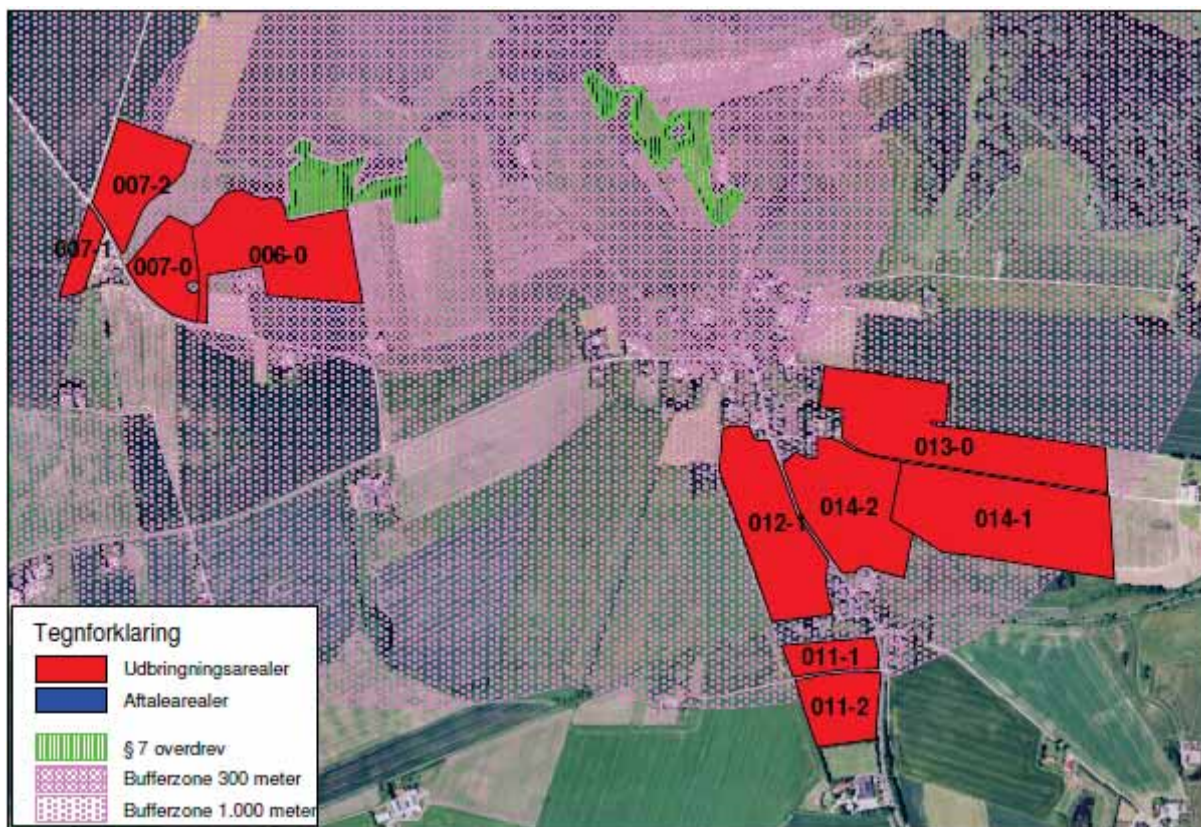 007-2
007-1
007-0
006-0
013-0
012-1
014-2
014-1
011-1
011-2
Tegnforklaring
Udbringningsarealer
Aftalearealer
§ 7 overdrev
Bufferzone 300 meter
Bufferzone 1.000 meter